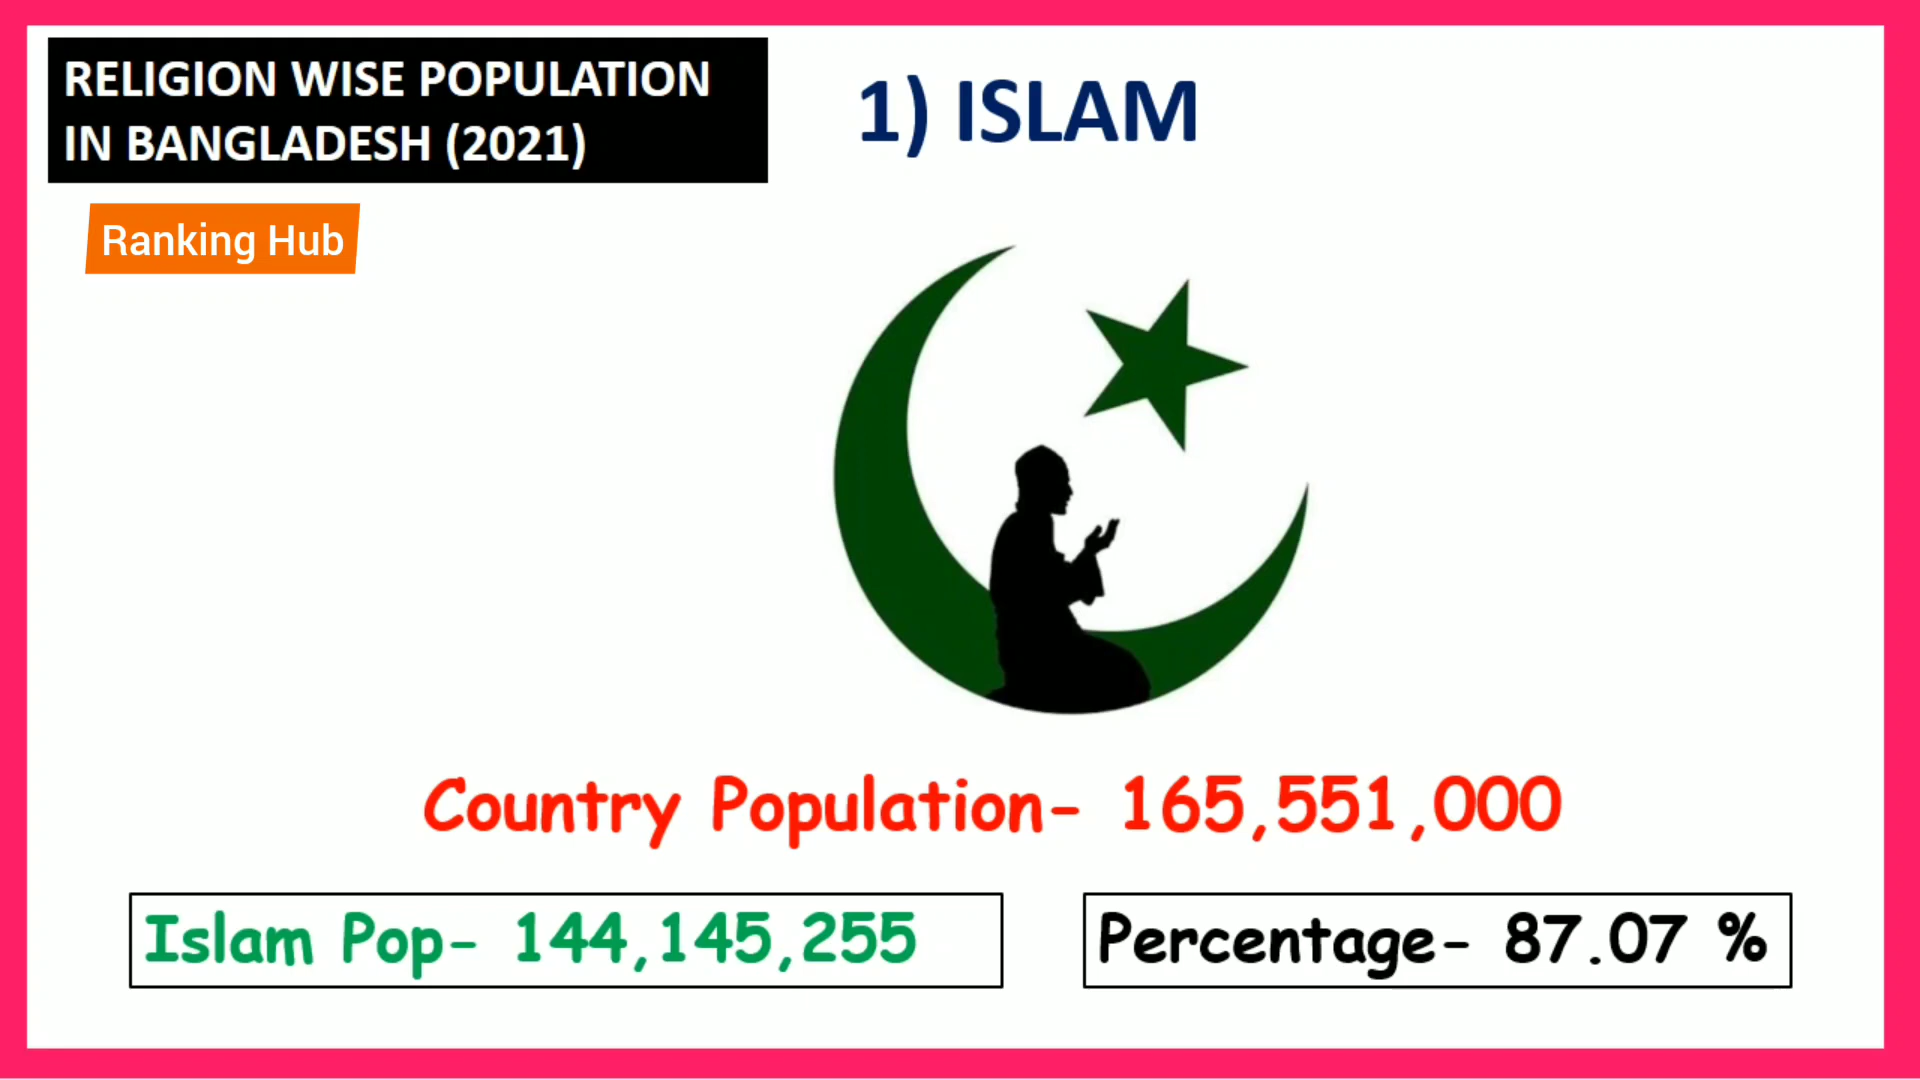 RELIGION WISE POPULATION
IN BANGLADESH (2021)
1) ISLAM
Ranking Hub
Country Population- 165,551,000
Islam Pop- 144,145,255
Percentage- 87.07 %